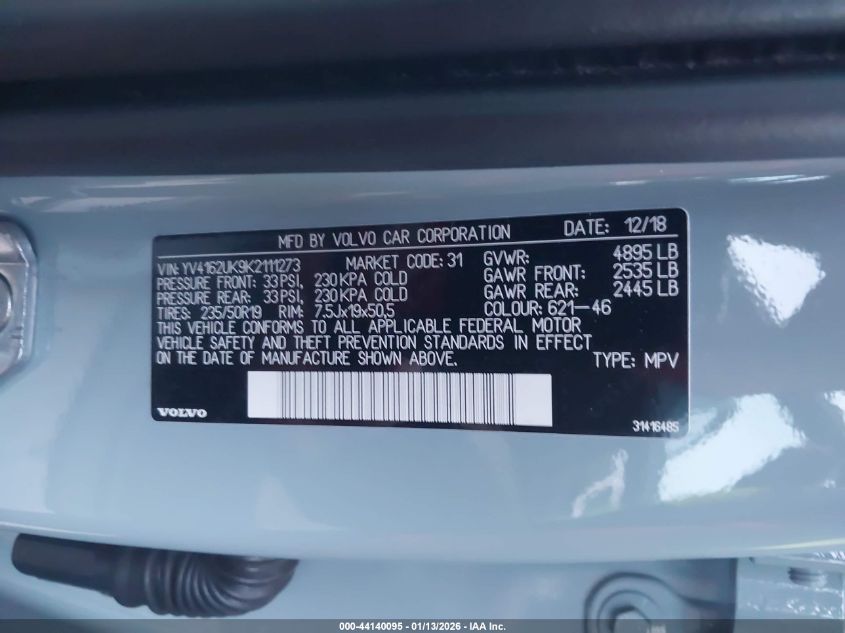 MFD BY VOLVO CAR CORPORATION DATE: 12/18
VIN: YV4162UK9K2111273 MARKET CODE: 31 GVWR: 4895 LB
PRESSURE FRONT: 33PSI, 230KPA COLD GAWR FRONT: 2535 LB
PRESSURE REAR: 33PSI, 230KPA COLD GAWR REAR: 2445 LB
TIRES: 235/50R19 RIM: 7.5Jx19x50,5 COLOUR: 621-46
THIS VEHICLE CONFORMS TO ALL APPLICABLE FEDERAL MOTOR
VEHICLE SAFETY AND THEFT PREVENTION STANDARDS IN EFFECT
ON THE DATE OF MANUFACTURE SHOWN ABOVE. TYPE: MPV
VOLVO 31416485
000-44140095 - 01/13/2026 - IAA Inc.